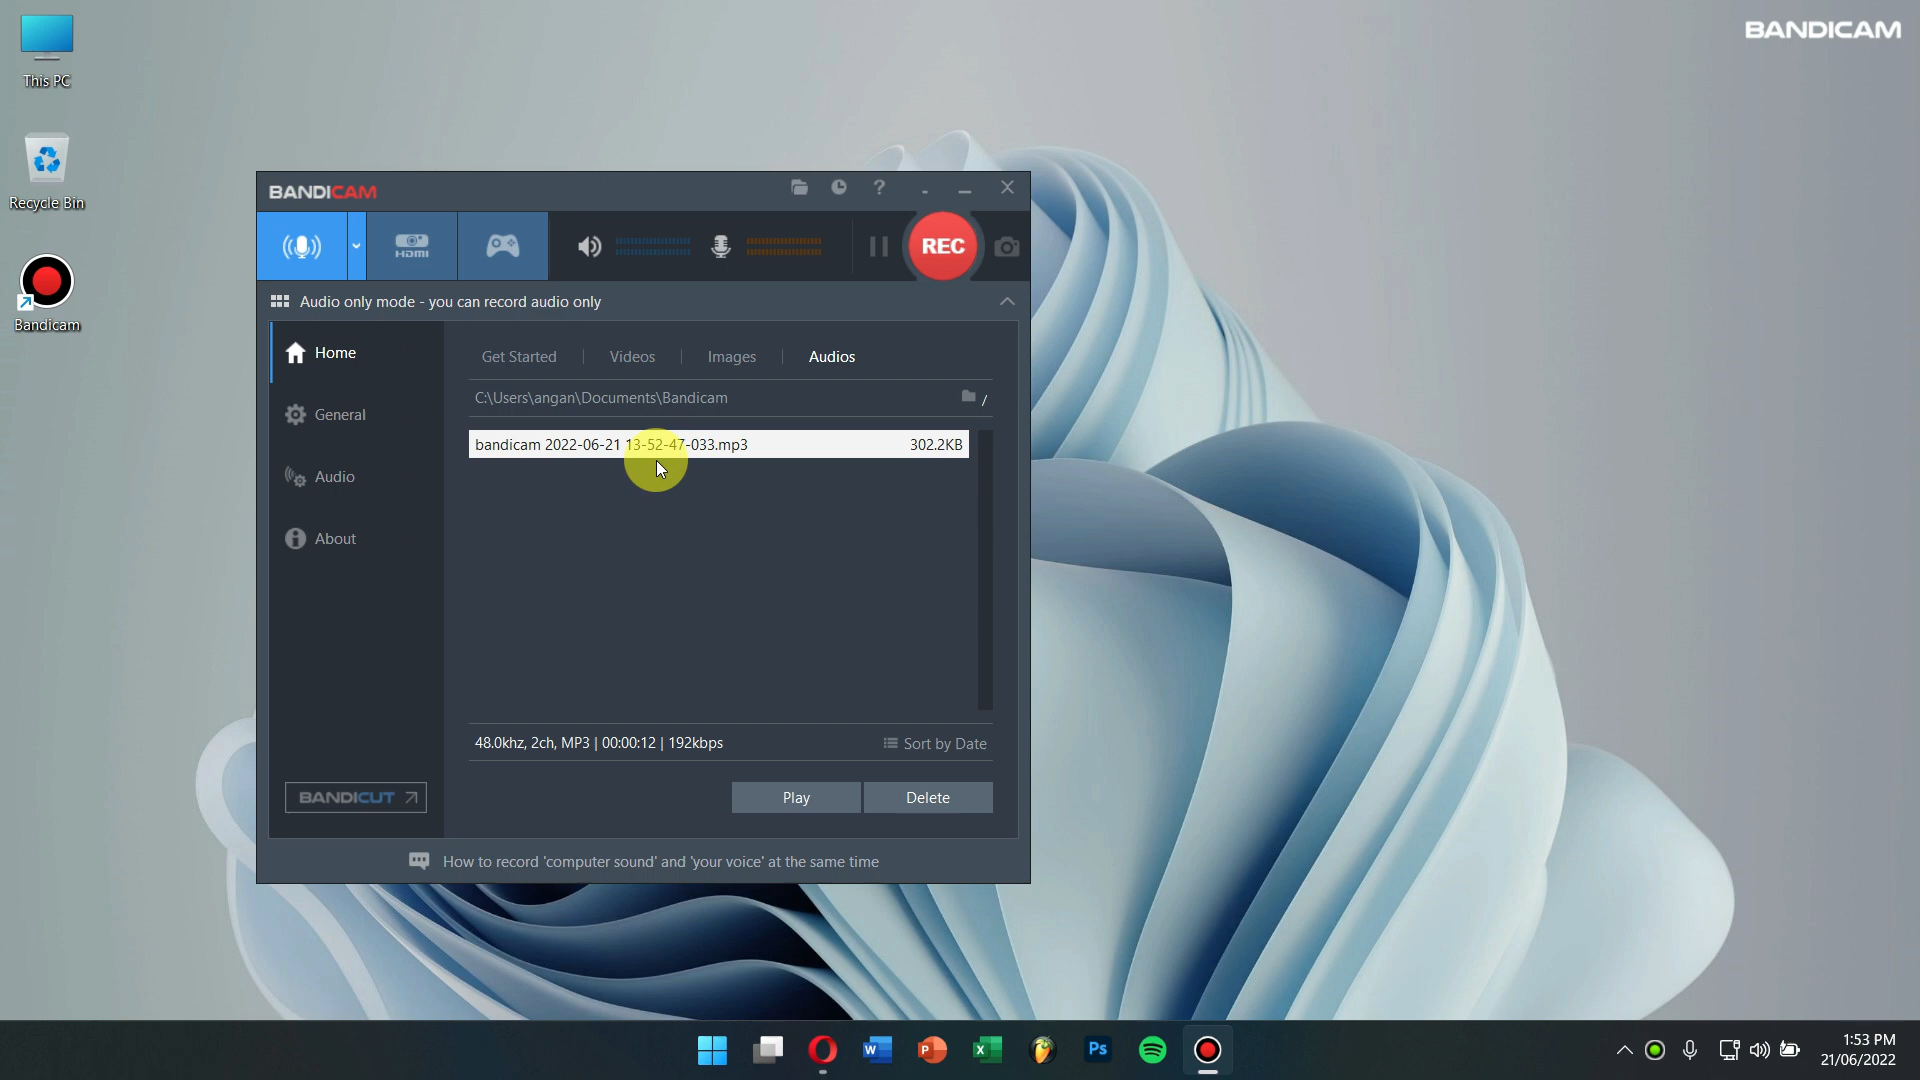 This PC
Recycle Bin
Bandicam
BANDICAM
BANDICAM
HDMI
REC
Audio only mode - you can record audio only
Home
General
Audio
About
BANDICUT
Get Started
Videos
Images
Audios
C:\Users\angan\Documents\Bandicam
/
bandicam 2022-06-21 13-52-47-033.mp3 302.2KB
48.0khz, 2ch, MP3 | 00:00:12 | 192kbps
Sort by Date
Play
Delete
How to record 'computer sound' and 'your voice' at the same time
W
P
X
Ps
1:53 PM
21/06/2022